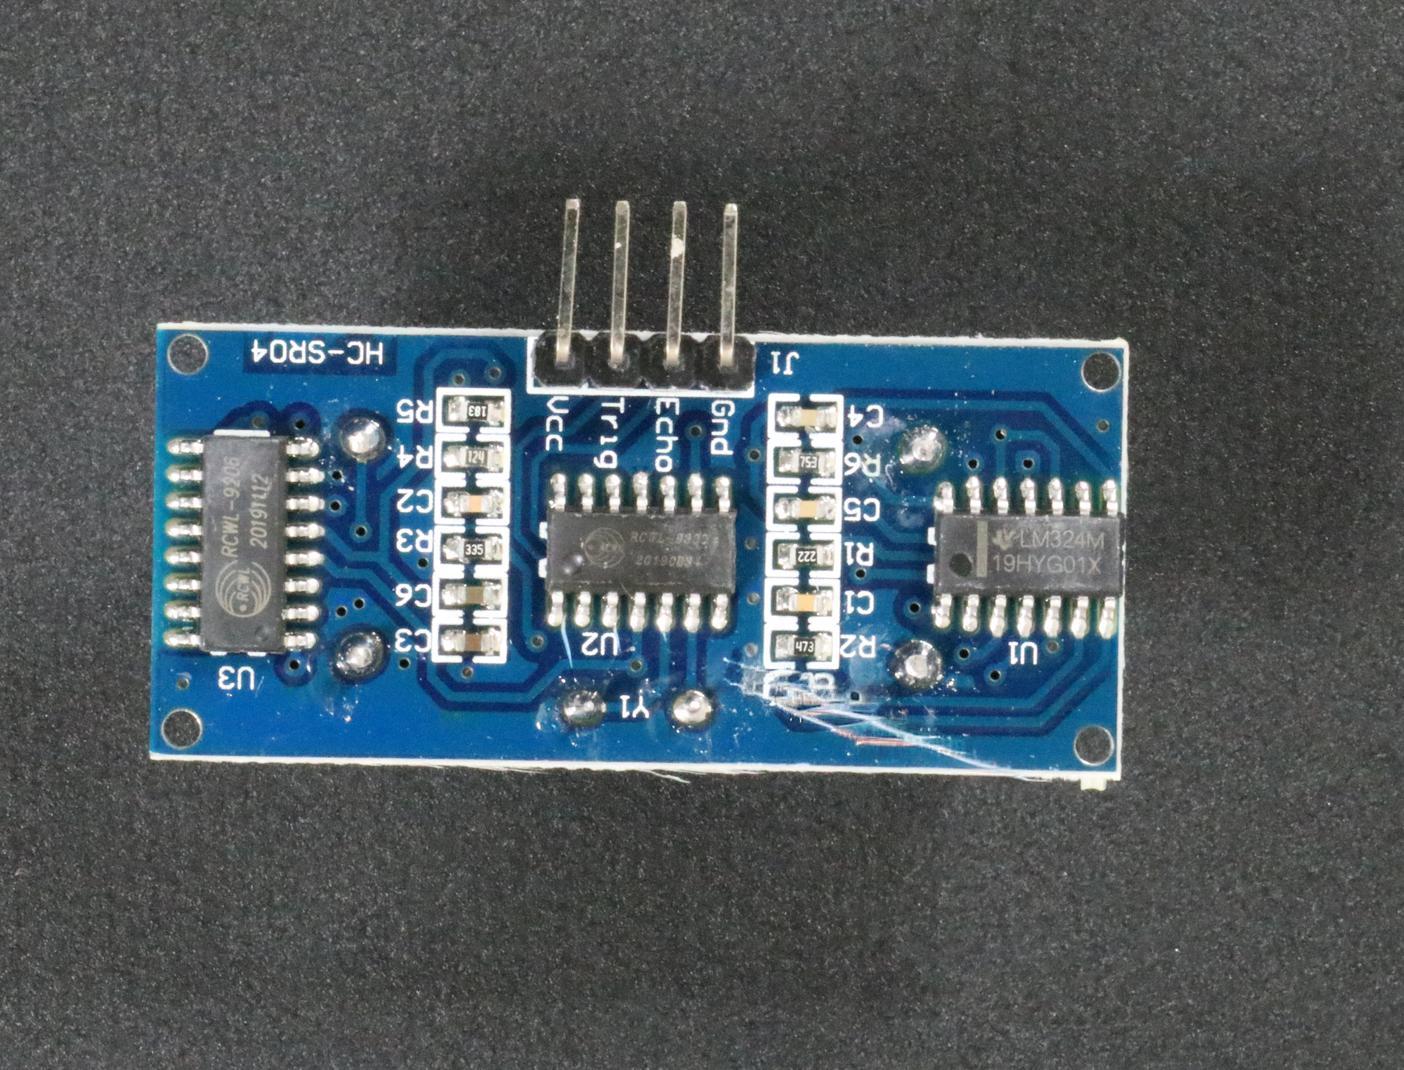 HC-SR04
J1
Vcc
Trig
Echo
Gnd
R5
183
R4
124
C2
R3
335
C6
C3
C4
R6
753
C5
R1
222
C1
R2
473
RCWL-9206
RCWL
U3
U2
Y1
LM324M
19HYG01X
U1